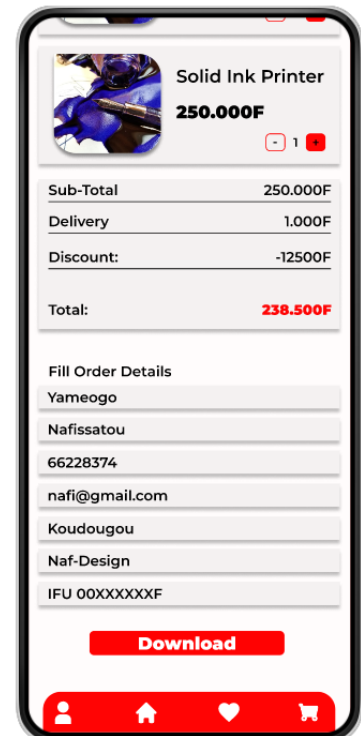 Solid Ink Printer
250.000F
- 1 +
Sub-Total 250.000F
Delivery 1.000F
Discount: -12500F
Total: 238.500F
Fill Order Details
Yameogo
Nafissatou
66228374
nafi@gmail.com
Koudougou
Naf-Design
IFU 00XXXXXXF
Download